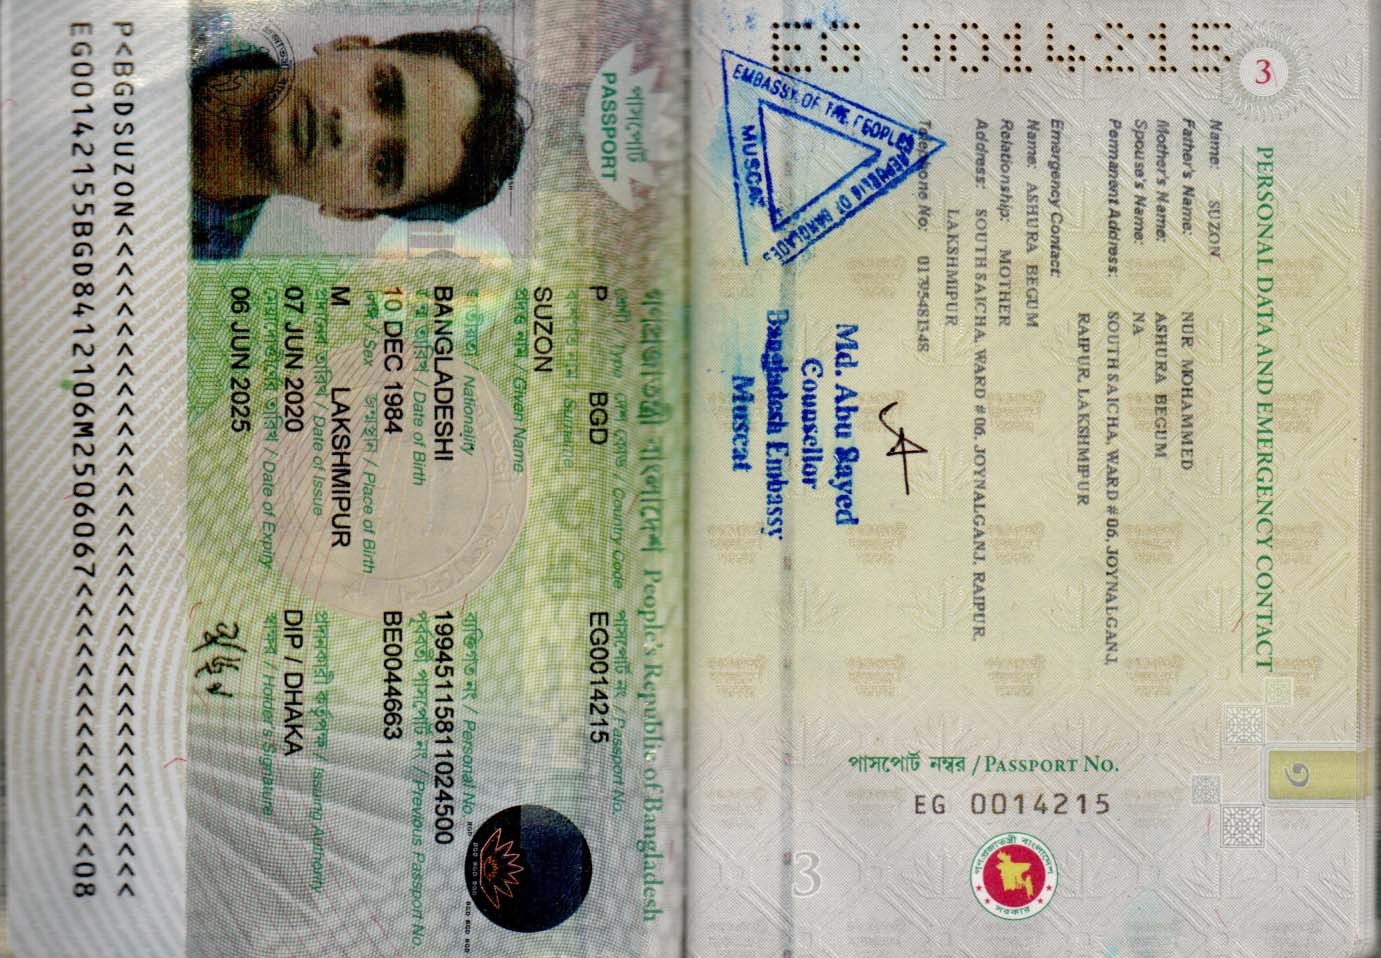 EG 0014215
3
PERSONAL DATA AND EMERGENCY CONTACT
Name: SUZON
Father's Name: NUR MOHAMMED
Mother's Name: ASHURA BEGUM
Spouse's Name: NA
Permanent Address: SOUTH SAICHA, WARD # 06, JOYNALGANJ,
RAIPUR, LAKSHMIPUR
Emergency Contact:
Name: ASHURA BEGUM
Relationship: MOTHER
Address: SOUTH SAICHA, WARD # 06, JOYNALGANJ, RAIPUR,
LAKSHMIPUR
Telephone No:
EMBASSY OF THE PEOPLES REPUBLIC OF BANGLADES
MUSCAT
Md. Abu Sayed
Counsellor
Bangladesh Embassy
Muscat
৩
পাসপোর্ট নম্বর / PASSPORT No.
EG 0014215
গণপ্রজাতন্ত্রী বাংলাদেশ
সরকার
3
গণপ্রজাতন্ত্রী বাংলাদেশ People's Republic of Bangladesh
পাসপোর্ট
PASSPORT
শ্রেণী / Type দেশ কোড / Country Code পাসপোর্ট নং / Passport No.
P BGD EG0014215
বংশগত নাম / Surname
প্রদত্ত নাম / Given Name
SUZON
জাতীয়তা / Nationality ব্যক্তিগত নং / Personal No.
BANGLADESHI 19945115811024500
জন্ম তারিখ / Date of Birth পূর্ববর্তী পাসপোর্ট নং / Previous Passport No.
10 DEC 1984 BE0044663
লিঙ্গ / Sex জন্মস্থান / Place of Birth
M LAKSHMIPUR
প্রদানের তারিখ / Date of Issue প্রদানকারী কর্তৃপক্ষ / Issuing Authority
07 JUN 2020 DIP / DHAKA
মেয়াদোত্তীর্ণের তারিখ / Date of Expiry স্বাক্ষর / Holder's Signature
06 JUN 2025
P<BGDSUZON<<<<<<<<<<<<<<<<<<<<<<<<<<<<<<<<<<
EG00142155BGD8412106M2506067<<<<<<<<<<<<<<08